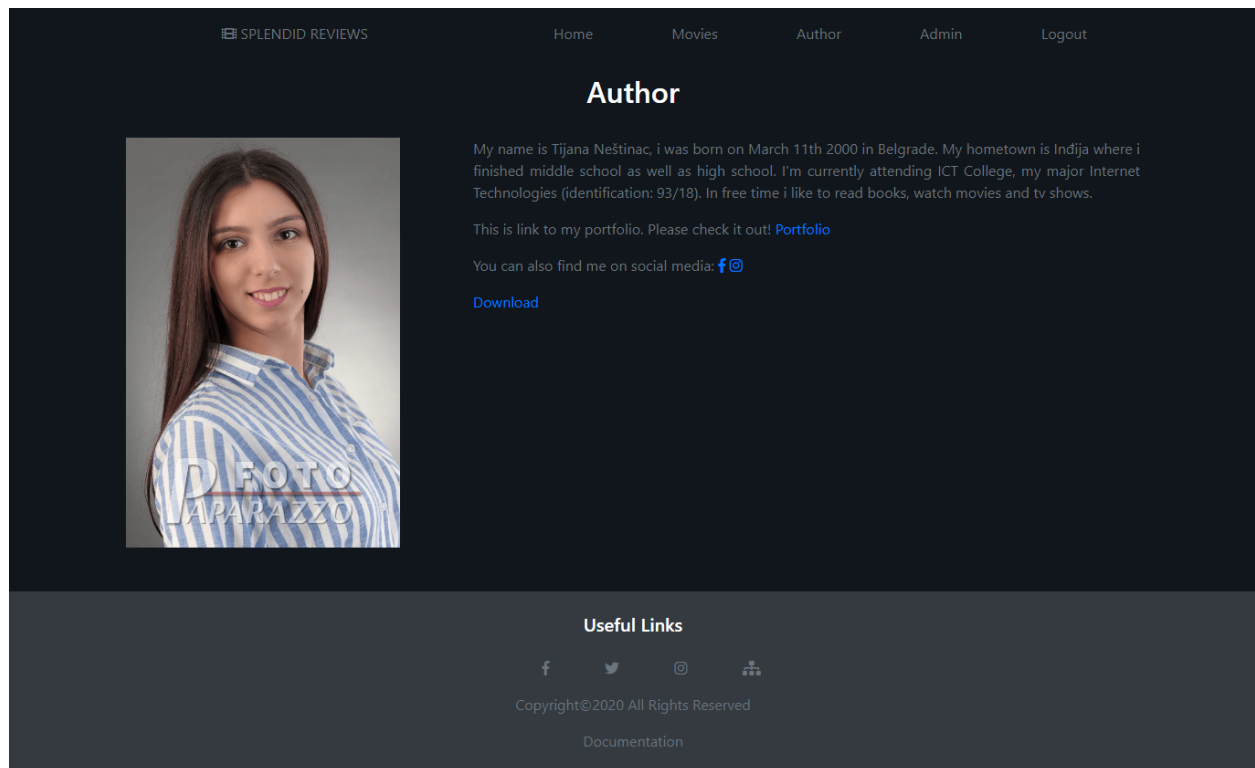 SPLENDID REVIEWS
Home
Movies
Author
Admin
Logout
Author
My name is Tijana Neštinac, i was born on March 11th 2000 in Belgrade. My hometown is Inđija where i
finished middle school as well as high school. I'm currently attending ICT College, my major Internet
Technologies (identification: 93/18). In free time i like to read books, watch movies and tv shows.
This is link to my portfolio. Please check it out! Portfolio
You can also find me on social media:
Download
FOTO
PAPARAZZO
Useful Links
Copyright©2020 All Rights Reserved
Documentation